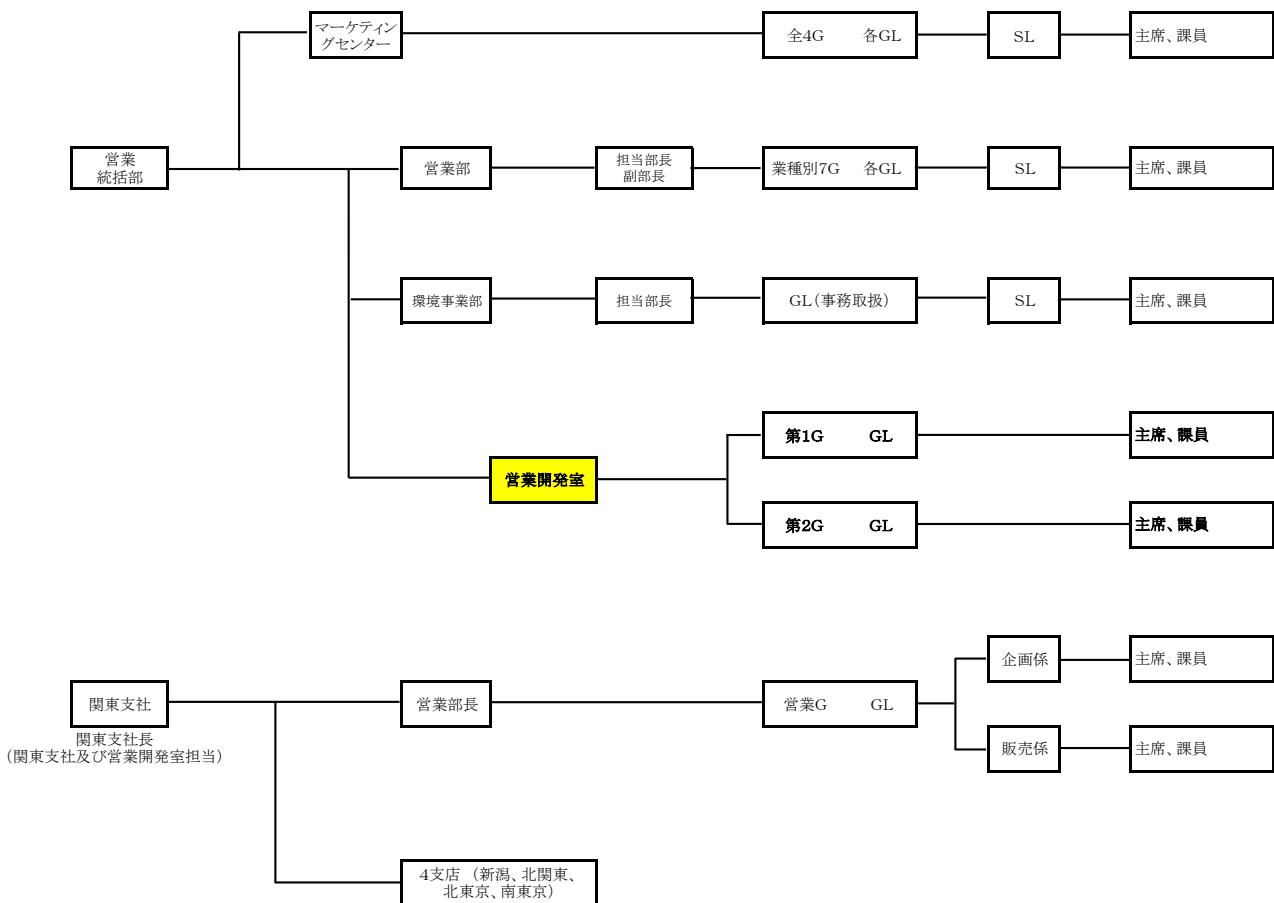 マーケティン
グセンター
全4G 各GL
SL
主席、課員
営業
統括部
営業部
担当部長
副部長
業種別7G 各GL
SL
主席、課員
環境事業部
担当部長
GL(事務取扱)
SL
主席、課員
営業開発室
第1G GL
主席、課員
第2G GL
主席、課員
関東支社
関東支社長
(関東支社及び営業開発室担当)
営業部長
営業G GL
企画係
主席、課員
販売係
主席、課員
4支店 (新潟、北関東、
北東京、南東京)